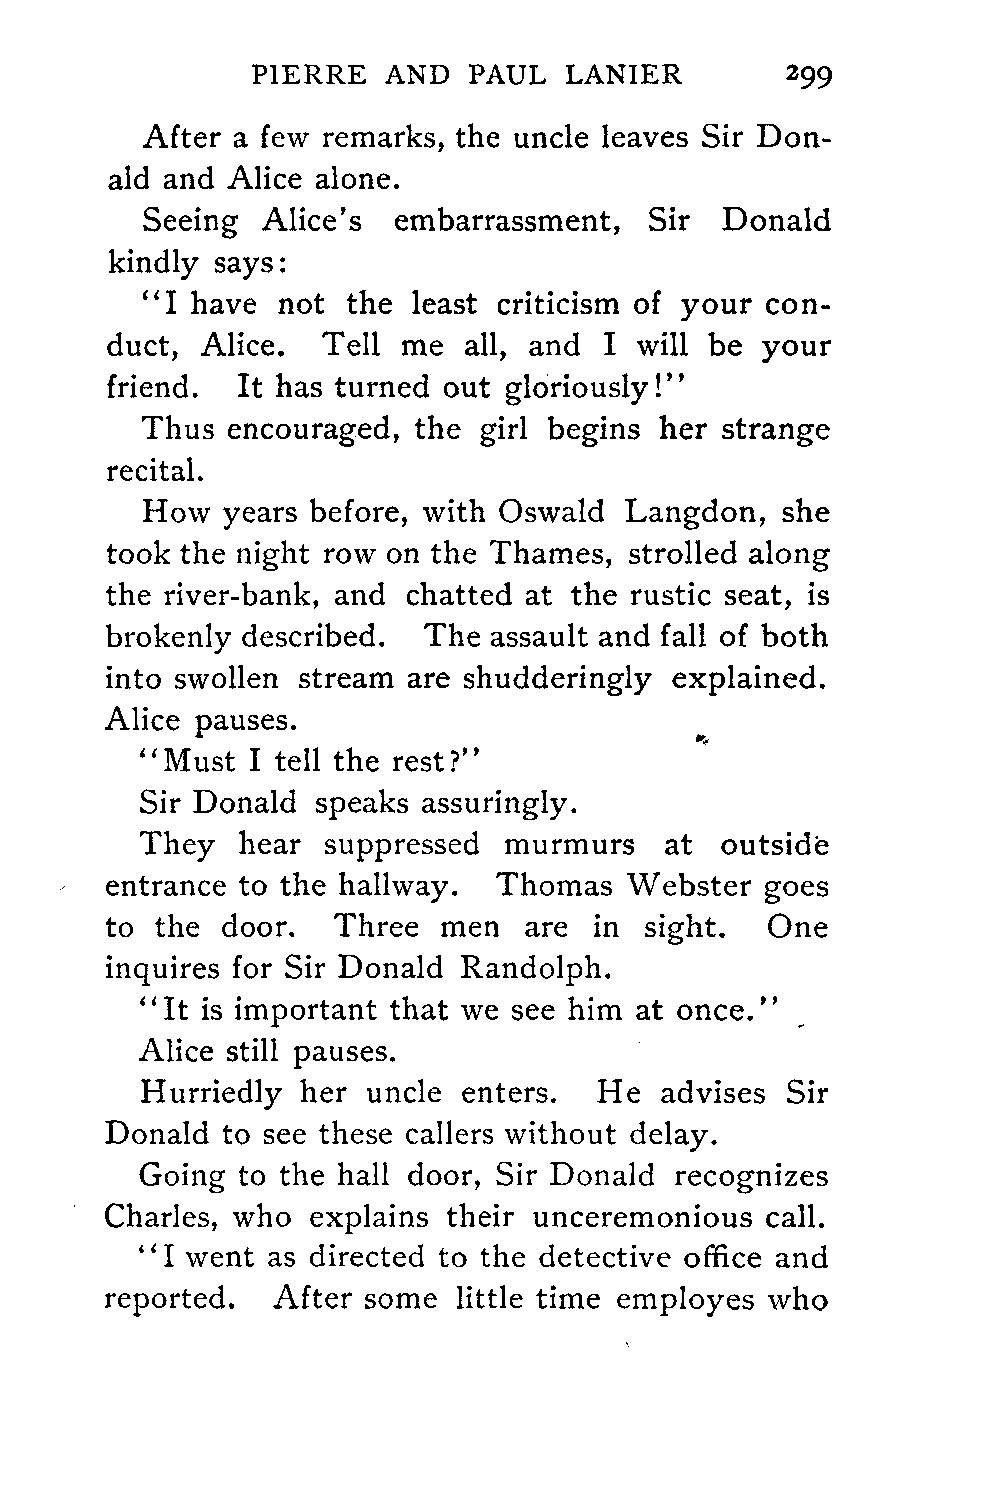 PIERRE AND PAUL LANIER 299
After a few remarks, the uncle leaves Sir Don-
ald and Alice alone.
Seeing Alice's embarrassment, Sir Donald
kindly says:
"I have not the least criticism of your con-
duct, Alice. Tell me all, and I will be your
friend. It has turned out gloriously!"
Thus encouraged, the girl begins her strange
recital.
How years before, with Oswald Langdon, she
took the night row on the Thames, strolled along
the river-bank, and chatted at the rustic seat, is
brokenly described. The assault and fall of both
into swollen stream are shudderingly explained.
Alice pauses.
"Must I tell the rest?"
Sir Donald speaks assuringly.
They hear suppressed murmurs at outside
entrance to the hallway. Thomas Webster goes
to the door. Three men are in sight. One
inquires for Sir Donald Randolph.
"It is important that we see him at once."
Alice still pauses.
Hurriedly her uncle enters. He advises Sir
Donald to see these callers without delay.
Going to the hall door, Sir Donald recognizes
Charles, who explains their unceremonious call.
"I went as directed to the detective office and
reported. After some little time employes who